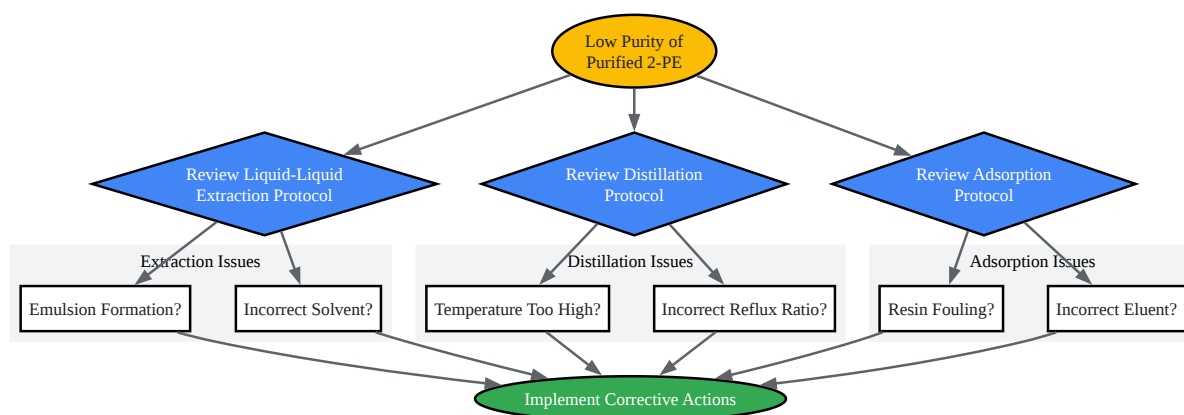 Low Purity of
Purified 2-PE
Review Liquid-Liquid
Extraction Protocol
Review Distillation
Protocol
Review Adsorption
Protocol
Extraction Issues
Distillation Issues
Adsorption Issues
Emulsion Formation?
Incorrect Solvent?
Temperature Too High?
Incorrect Reflux Ratio?
Resin Fouling?
Incorrect Eluent?
Implement Corrective Actions